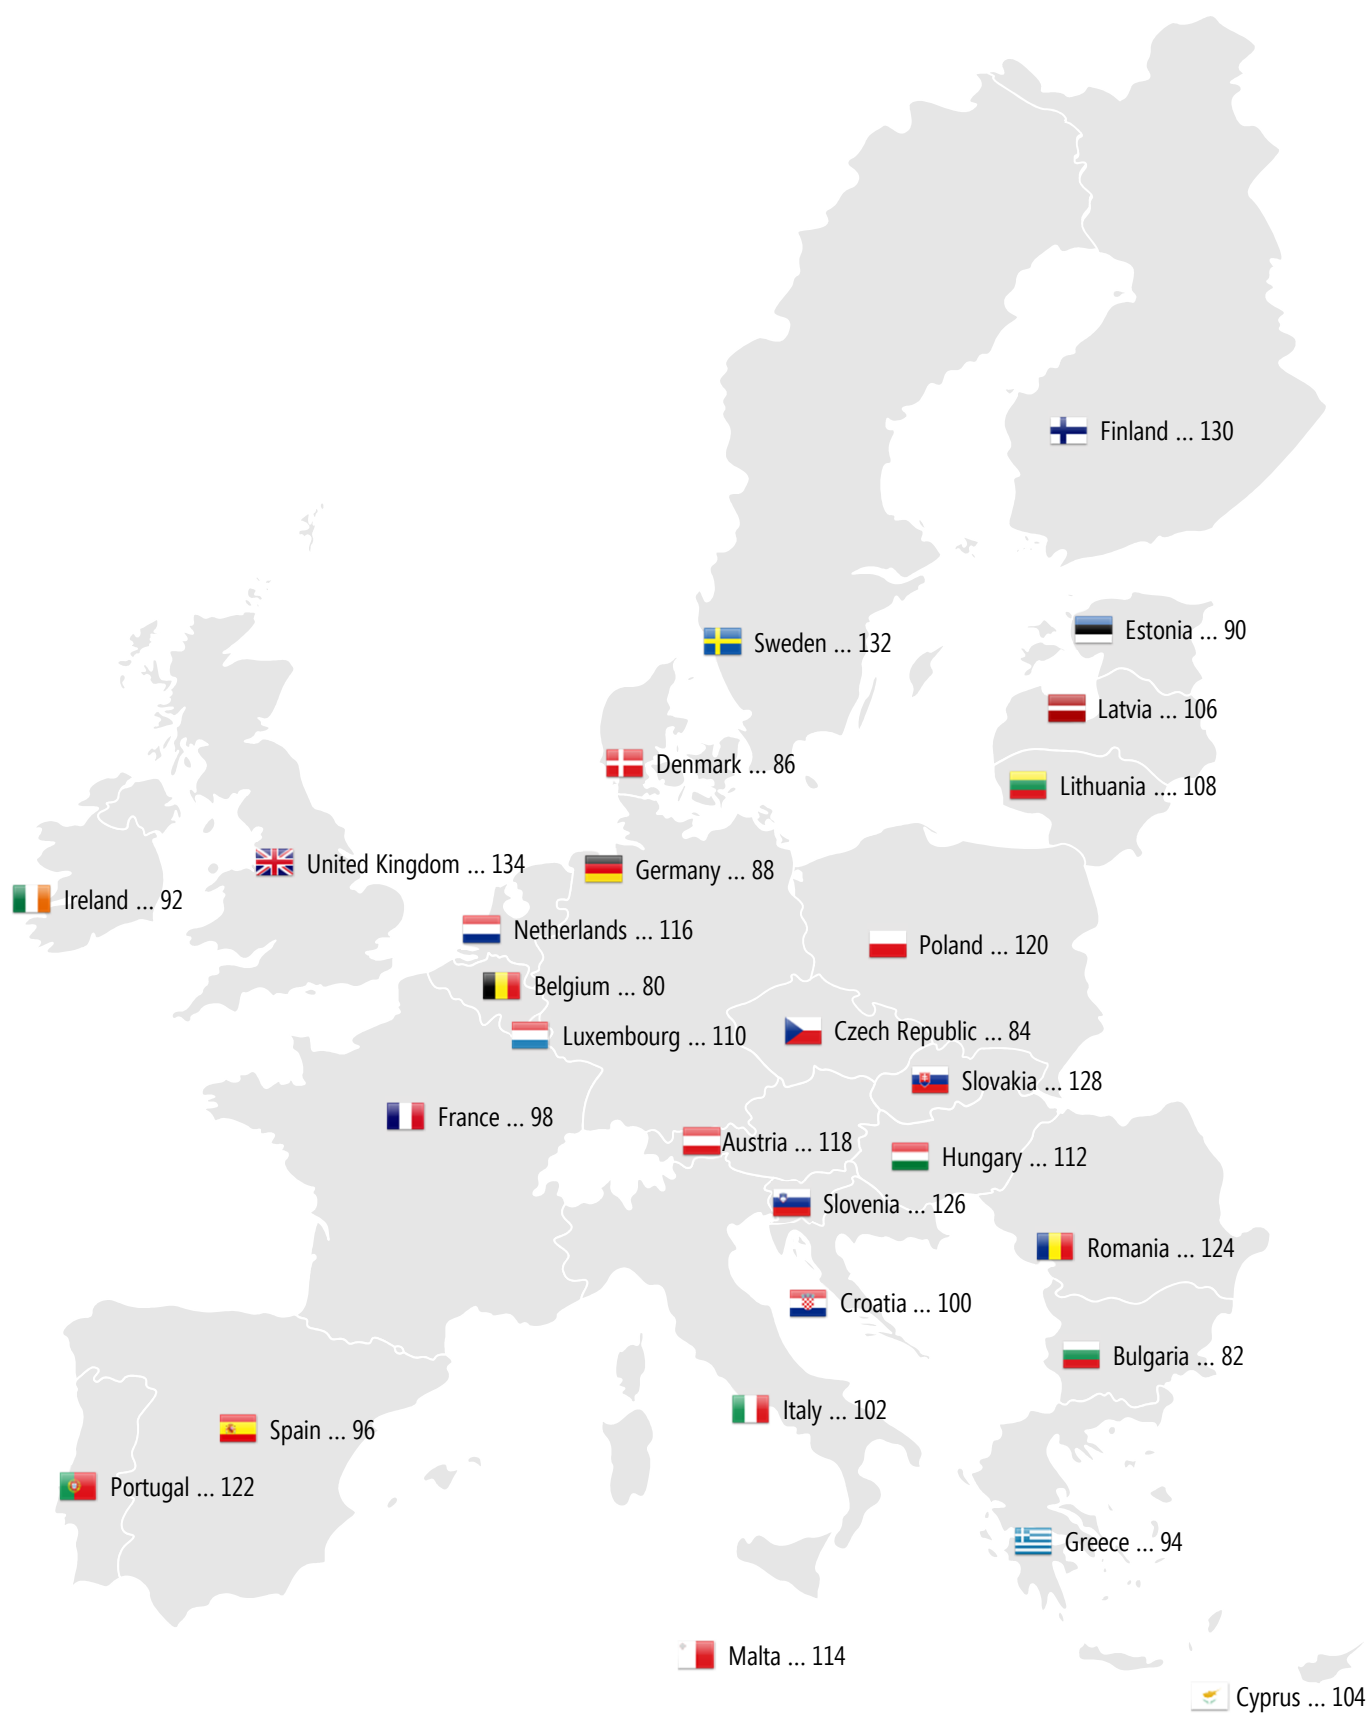 Finland ... 130
Estonia ... 90
Sweden ... 132
Latvia ... 106
Denmark ... 86
Lithuania .... 108
United Kingdom ... 134
Germany ... 88
Ireland ... 92
Netherlands ... 116
Poland ... 120
Belgium ... 80
Czech Republic ... 84
Luxembourg ... 110
Slovakia ... 128
France ... 98
Austria ... 118
Hungary ... 112
Slovenia ... 126
Romania ... 124
Croatia ... 100
Bulgaria ... 82
Italy ... 102
Spain ... 96
Portugal ... 122
Greece ... 94
Malta ... 114
Cyprus ... 104